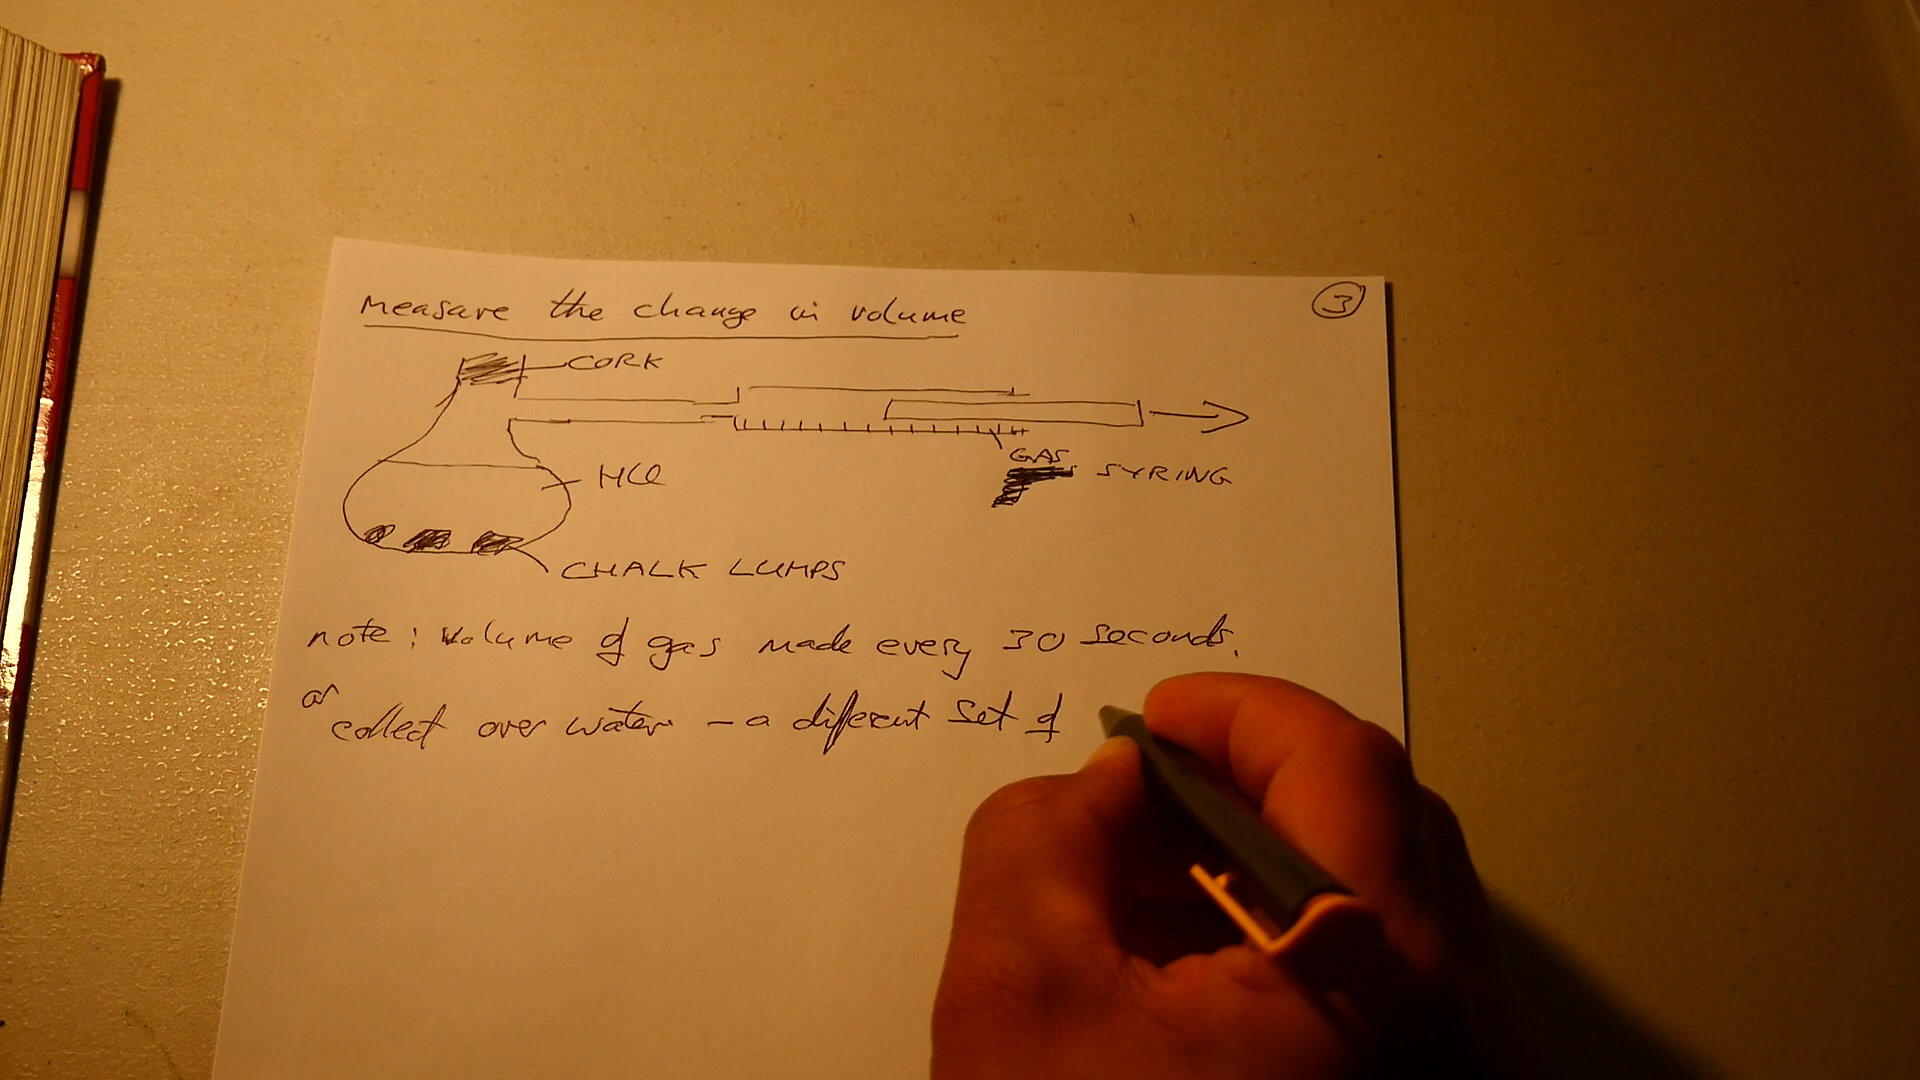 measure the change in volume
3
CORK
HCl
GAS
SYRING
CHALK LUMPS
note: volume of gas made every 30 seconds.
or
collect over water - a different set of